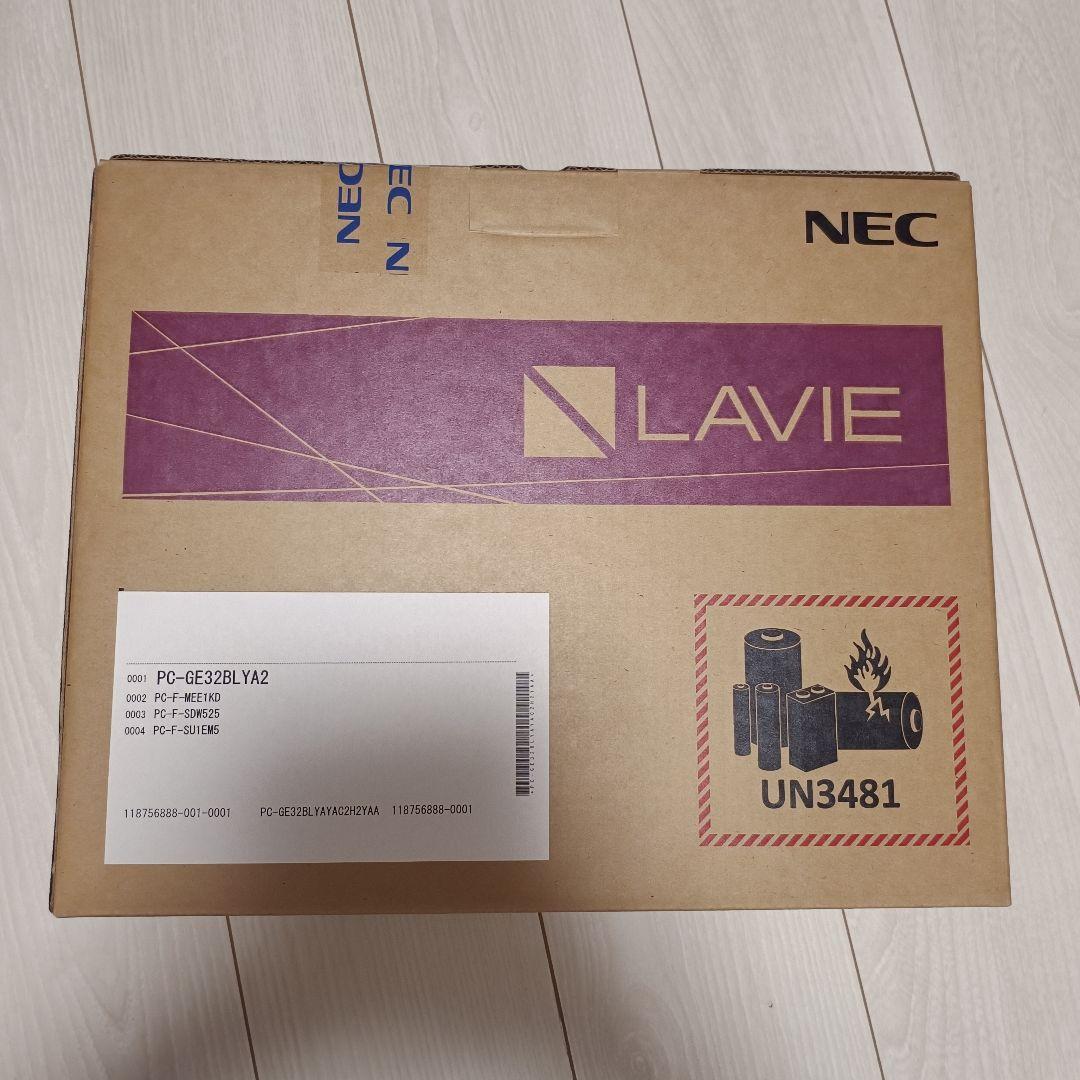 NEC
EC N
NEC
LAVIE
0001 PC-GE32BLYA2
0002 PC-F-MEE1KD
0003 PC-F-SDW525
0004 PC-F-SU1EM5
118756888-001-0001 PC-GE32BLYAYAC2H2YAA 118756888-0001
UN3481